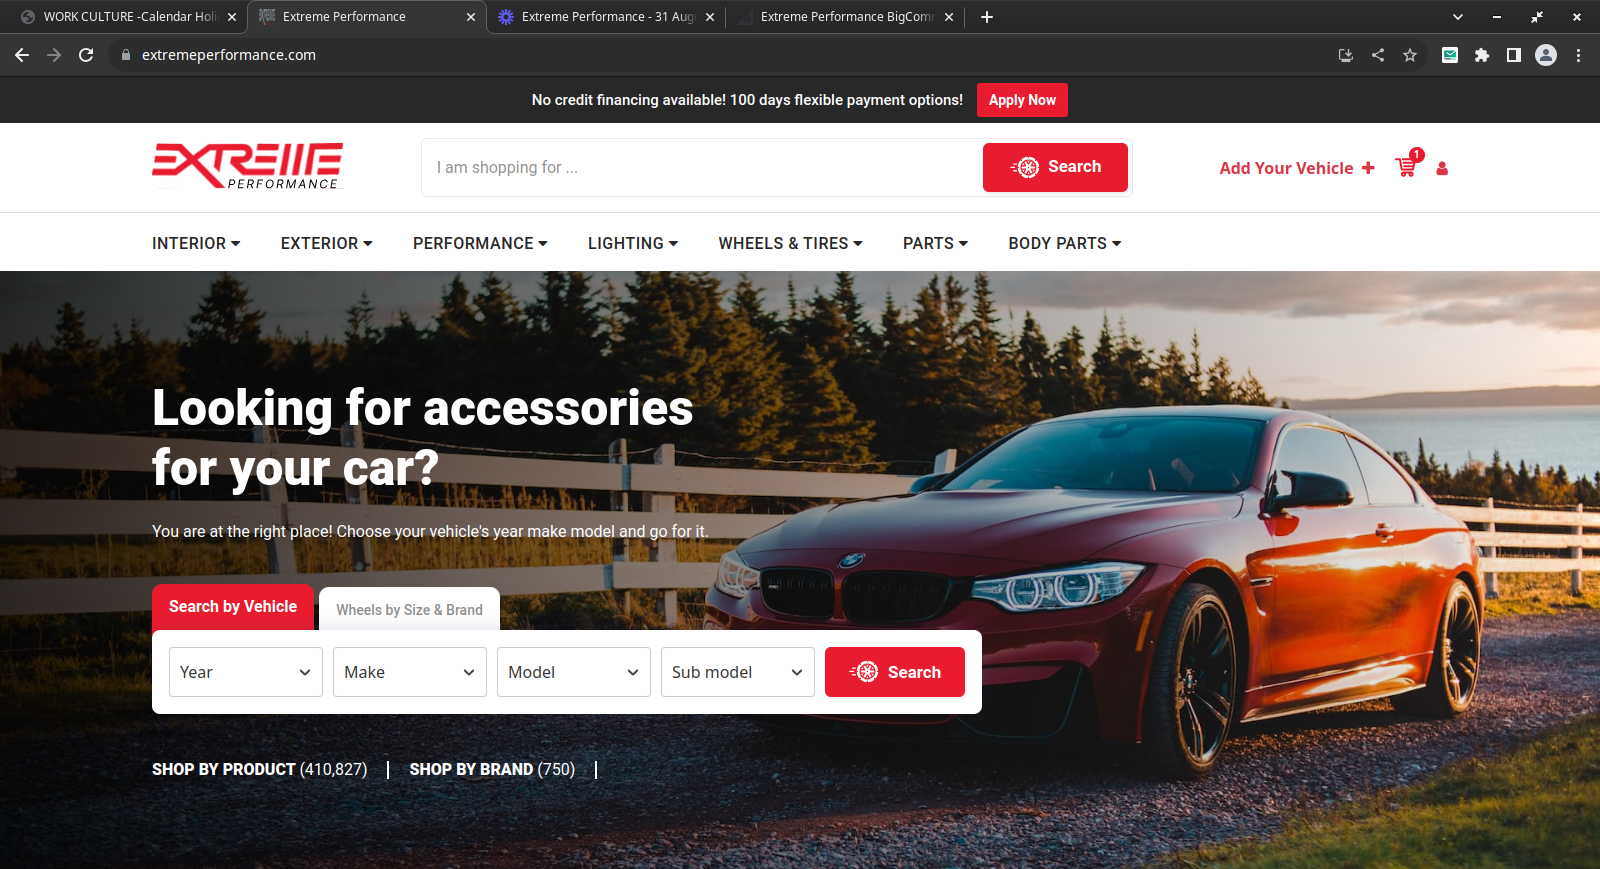 WORK CULTURE -Calendar Holi
Extreme Performance
Extreme Performance - 31 Aug
Extreme Performance BigComm
extremeperformance.com
No credit financing available! 100 days flexible payment options!
Apply Now
EXTREME
PERFORMANCE
I am shopping for ...
Search
Add Your Vehicle
1
INTERIOR
EXTERIOR
PERFORMANCE
LIGHTING
WHEELS & TIRES
PARTS
BODY PARTS
Looking for accessories
for your car?
You are at the right place! Choose your vehicle's year make model and go for it.
Search by Vehicle
Wheels by Size & Brand
Year
Make
Model
Sub model
Search
SHOP BY PRODUCT (410,827)
SHOP BY BRAND (750)